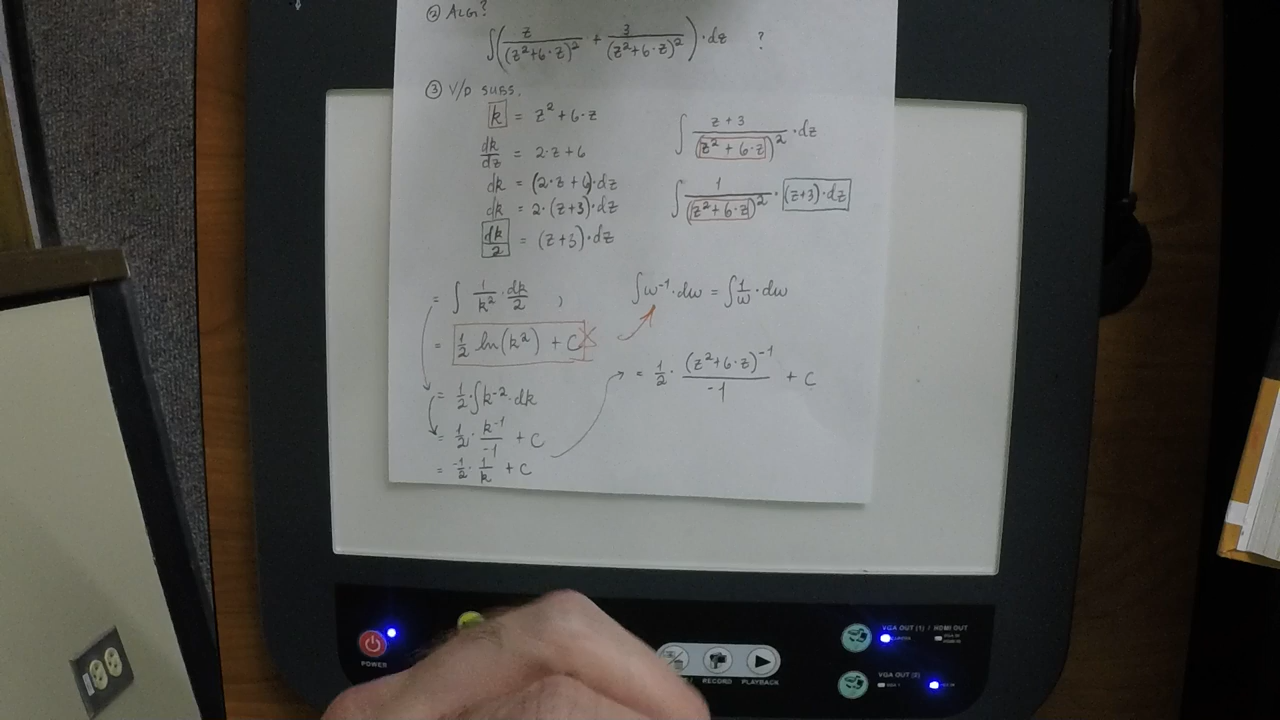 ② ALG?
∫( z/(z²+6·z)² + 3/(z²+6·z)² )·dz ?
③ V/D SUBS.
k = z²+6·z
dk/dz = 2·z+6
dk = (2·z+6)·dz
dk = 2·(z+3)·dz
dk/2 = (z+3)·dz
∫ z+3/(z²+6·z)² ·dz
∫ 1/(z²+6·z)² · (z+3)·dz
= ∫ 1/k² · dk/2 ,
= 1/2 ln(k²) + C X
= 1/2·∫k⁻²·dk
= 1/2 · k⁻¹/-1 + C
= -1/2 · 1/k + C
∫w⁻¹·dw = ∫1/w·dw
= 1/2 · (z²+6·z)⁻¹/-1 + C
POWER
RECORD
PLAYBACK
VGA OUT (1) / HDMI OUT
VGA OUT (2)